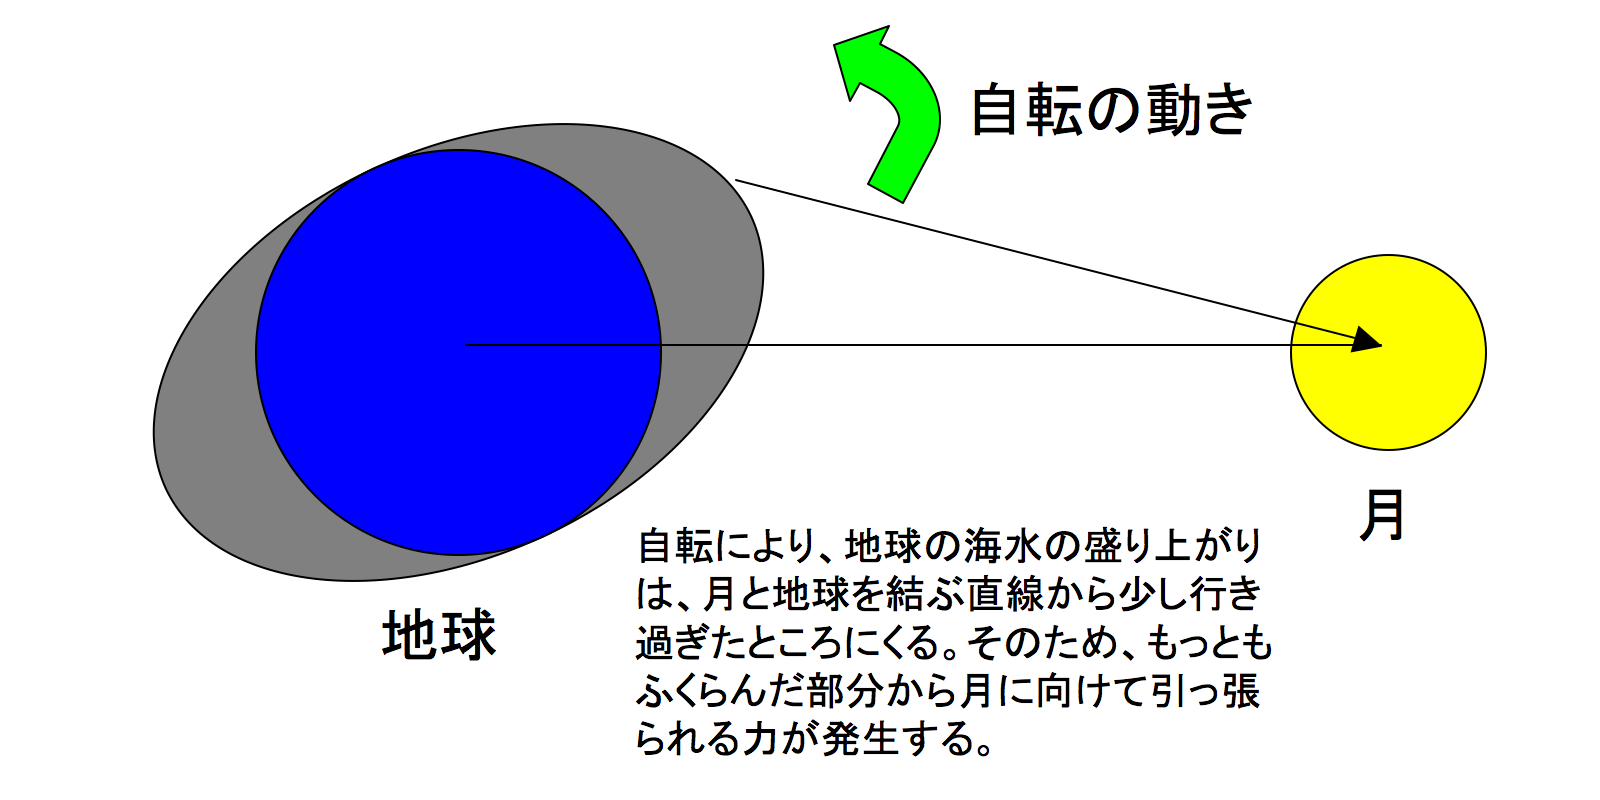 自転の動き
月
地球
自転により、地球の海水の盛り上がり
は、月と地球を結ぶ直線から少し行き
過ぎたところにくる。そのため、もっとも
ふくらんだ部分から月に向けて引っ張
られる力が発生する。